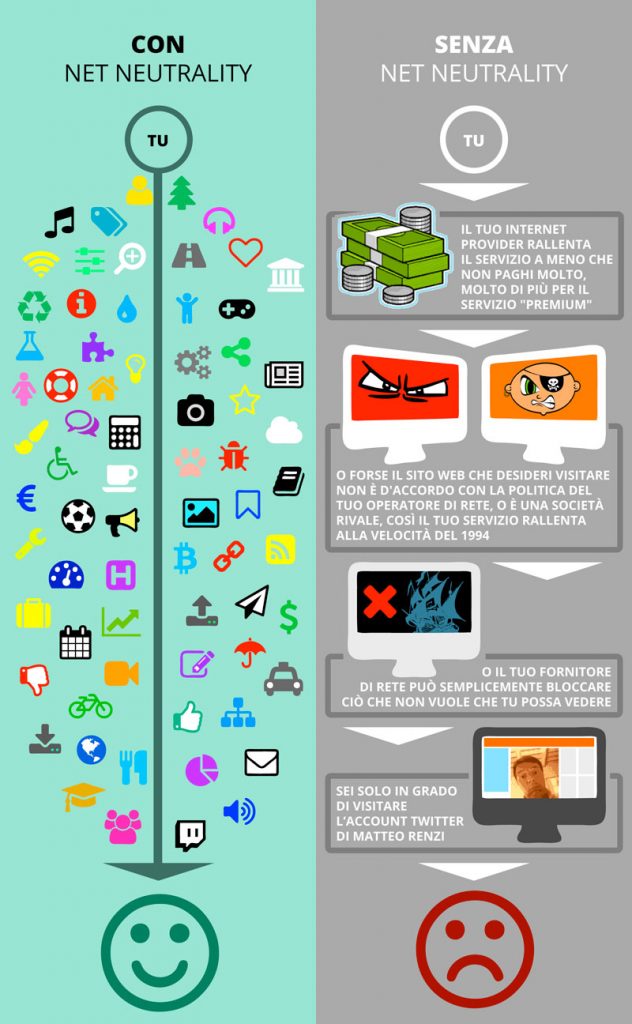 CON
NET NEUTRALITY
TU
SENZA
NET NEUTRALITY
TU
IL TUO INTERNET
PROVIDER RALLENTA
IL SERVIZIO A MENO CHE
NON PAGHI MOLTO,
MOLTO DI PIÙ PER IL
SERVIZIO "PREMIUM"
O FORSE IL SITO WEB CHE DESIDERI VISITARE
NON È D'ACCORDO CON LA POLITICA DEL
TUO OPERATORE DI RETE, O È UNA SOCIETÀ
RIVALE, COSÌ IL TUO SERVIZIO RALLENTA
ALLA VELOCITÀ DEL 1994
O IL TUO FORNITORE
DI RETE PUÒ SEMPLICEMENTE BLOCCARE
CIÒ CHE NON VUOLE CHE TU POSSA VEDERE
SEI SOLO IN GRADO
DI VISITARE
L'ACCOUNT TWITTER
DI MATTEO RENZI